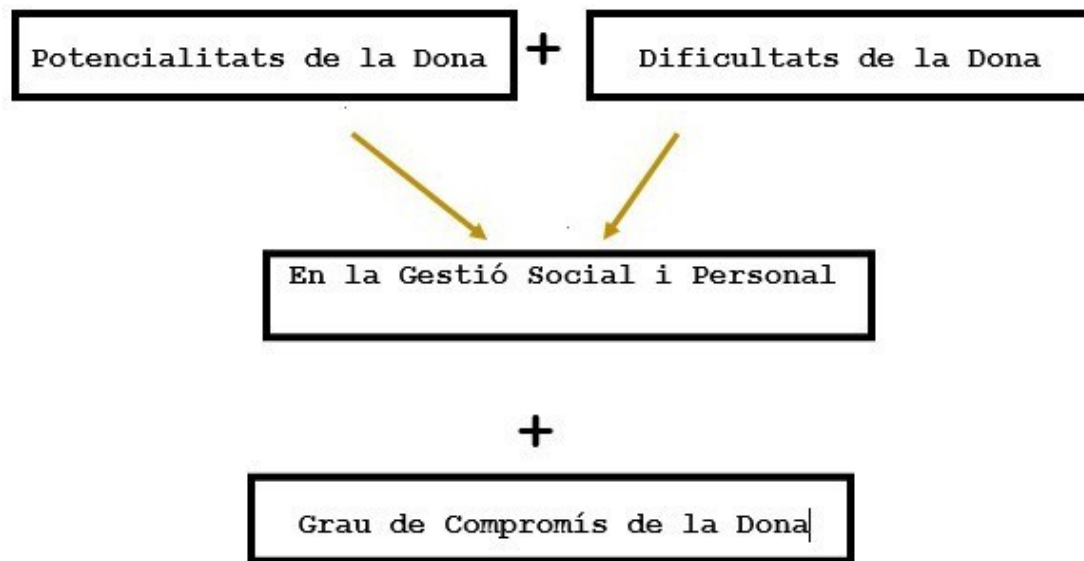 Potencialitats de la Dona + Dificultats de la Dona
En la Gestió Social i Personal
+
Grau de Compromís de la Dona